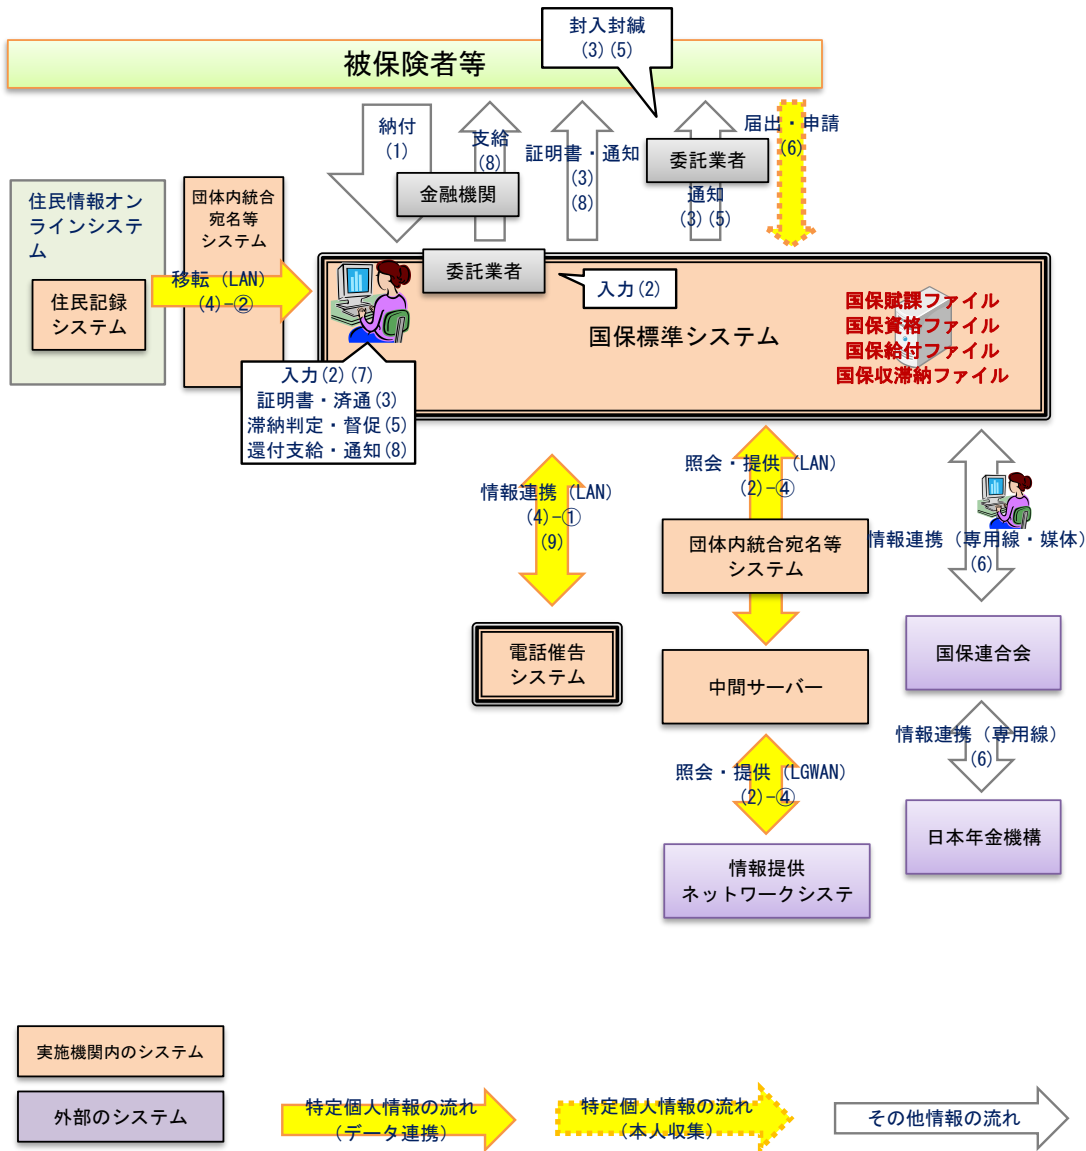 封入封緘
(3)(5)
被保険者等
納付
(1)
支給
(8)
証明書・通知
(3)
(8)
委託業者
通知
(3)(5)
届出・申請
(6)
金融機関
住民情報オン
ラインシステ
ム
住民記録
システム
団体内統合
宛名等
システム
移転（LAN）
(4)-②
委託業者
入力(2)
国保標準システム
国保賦課ファイル
国保資格ファイル
国保給付ファイル
国保収滞納ファイル
入力(2)(7)
証明書・済通(3)
滞納判定・督促(5)
還付支給・通知(8)
情報連携（LAN）
(4)-①
(9)
照会・提供（LAN）
(2)-④
団体内統合宛名等
システム
情報連携（専用線・媒体）
(6)
電話催告
システム
中間サーバー
国保連合会
情報連携（専用線）
(6)
照会・提供（LGWAN）
(2)-④
日本年金機構
情報提供
ネットワークシステ
実施機関内のシステム
外部のシステム
特定個人情報の流れ
（データ連携）
特定個人情報の流れ
（本人収集）
その他情報の流れ